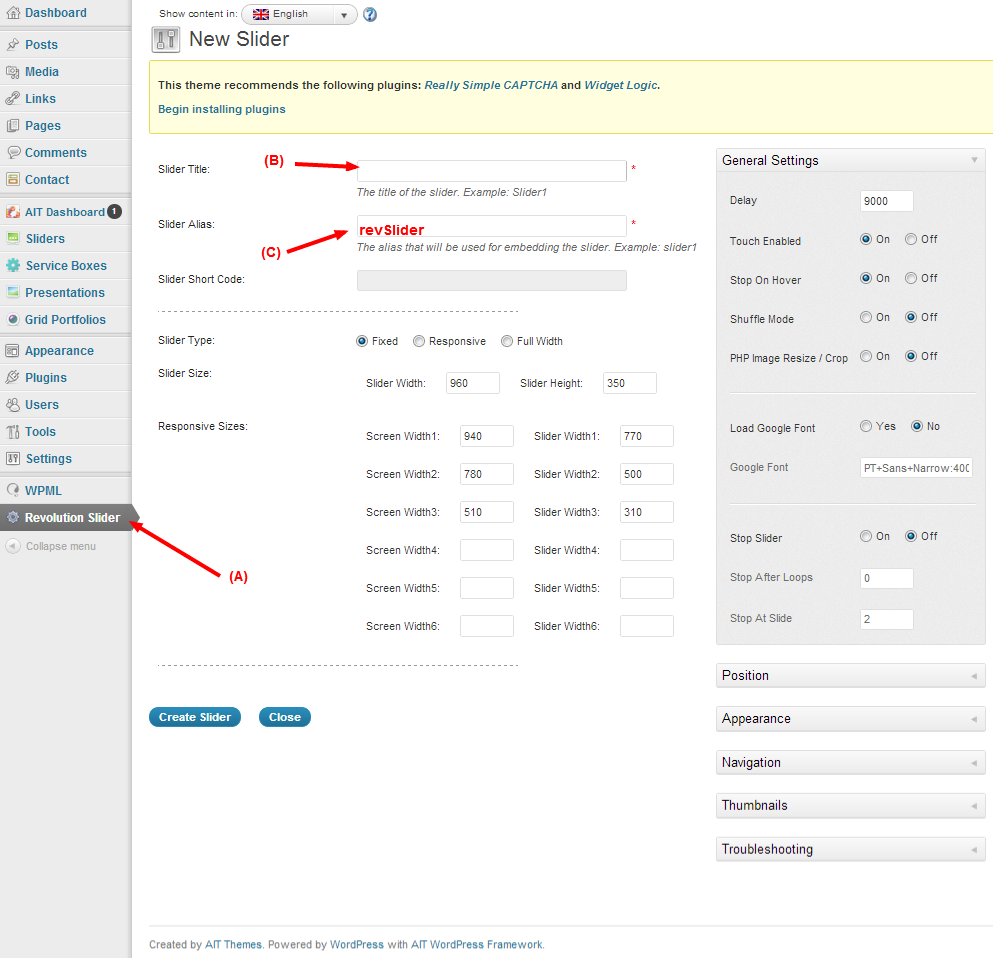 Dashboard
Posts
Media
Links
Pages
Comments
Contact
AIT Dashboard 1
Sliders
Service Boxes
Presentations
Grid Portfolios
Appearance
Plugins
Users
Tools
Settings
WPML
Revolution Slider
Collapse menu
(A)
Show content in: English ?
New Slider
This theme recommends the following plugins: Really Simple CAPTCHA and Widget Logic.
Begin installing plugins
Slider Title: (B) *
The title of the slider. Example: Slider1
Slider Alias: revSlider *
(C) The alias that will be used for embedding the slider. Example: slider1
Slider Short Code:
Slider Type: Fixed Responsive Full Width
Slider Size:
Slider Width: 960 Slider Height: 350
Responsive Sizes:
Screen Width1: 940 Slider Width1: 770
Screen Width2: 780 Slider Width2: 500
Screen Width3: 510 Slider Width3: 310
Screen Width4: Slider Width4:
Screen Width5: Slider Width5:
Screen Width6: Slider Width6:
Create Slider Close
General Settings
Delay 9000
Touch Enabled On Off
Stop On Hover On Off
Shuffle Mode On Off
PHP Image Resize / Crop On Off
Load Google Font Yes No
Google Font PT+Sans+Narrow:400
Stop Slider On Off
Stop After Loops 0
Stop At Slide 2
Position
Appearance
Navigation
Thumbnails
Troubleshooting
Created by AIT Themes. Powered by WordPress with AIT WordPress Framework.